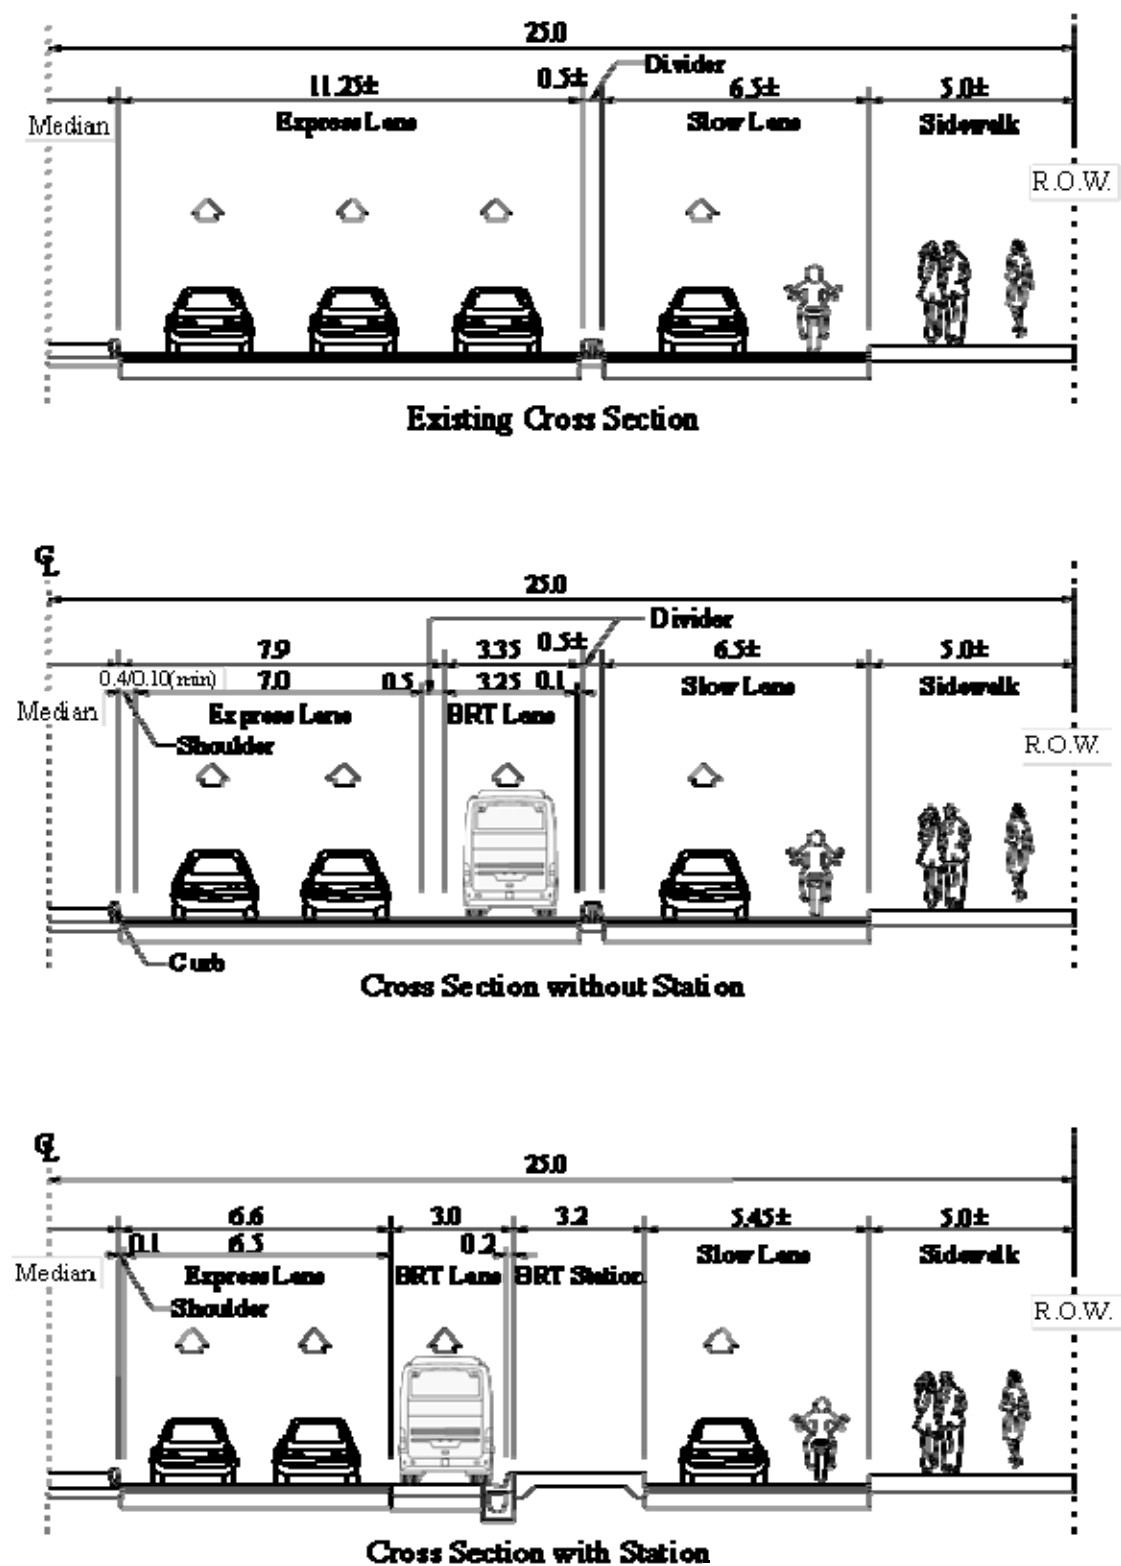 25.0
Divider
11.25± 0.5± 6.5± 5.0±
Median Express Lane Slow Lane Sidewalk
R.O.W.
Existing Cross Section
℄
25.0
Divider
7.9 3.35 0.5± 6.5± 5.0±
0.4/0.10(min) 7.0 0.5 3.25 0.1 Slow Lane Sidewalk
Median Express Lane BRT Lane
Shoulder R.O.W.
Curb
Cross Section without Station
℄
25.0
6.6 3.0 3.2 5.45± 5.0±
0.1 6.5 0.2 Slow Lane Sidewalk
Median Express Lane BRT Lane BRT Station
Shoulder R.O.W.
Cross Section with Station